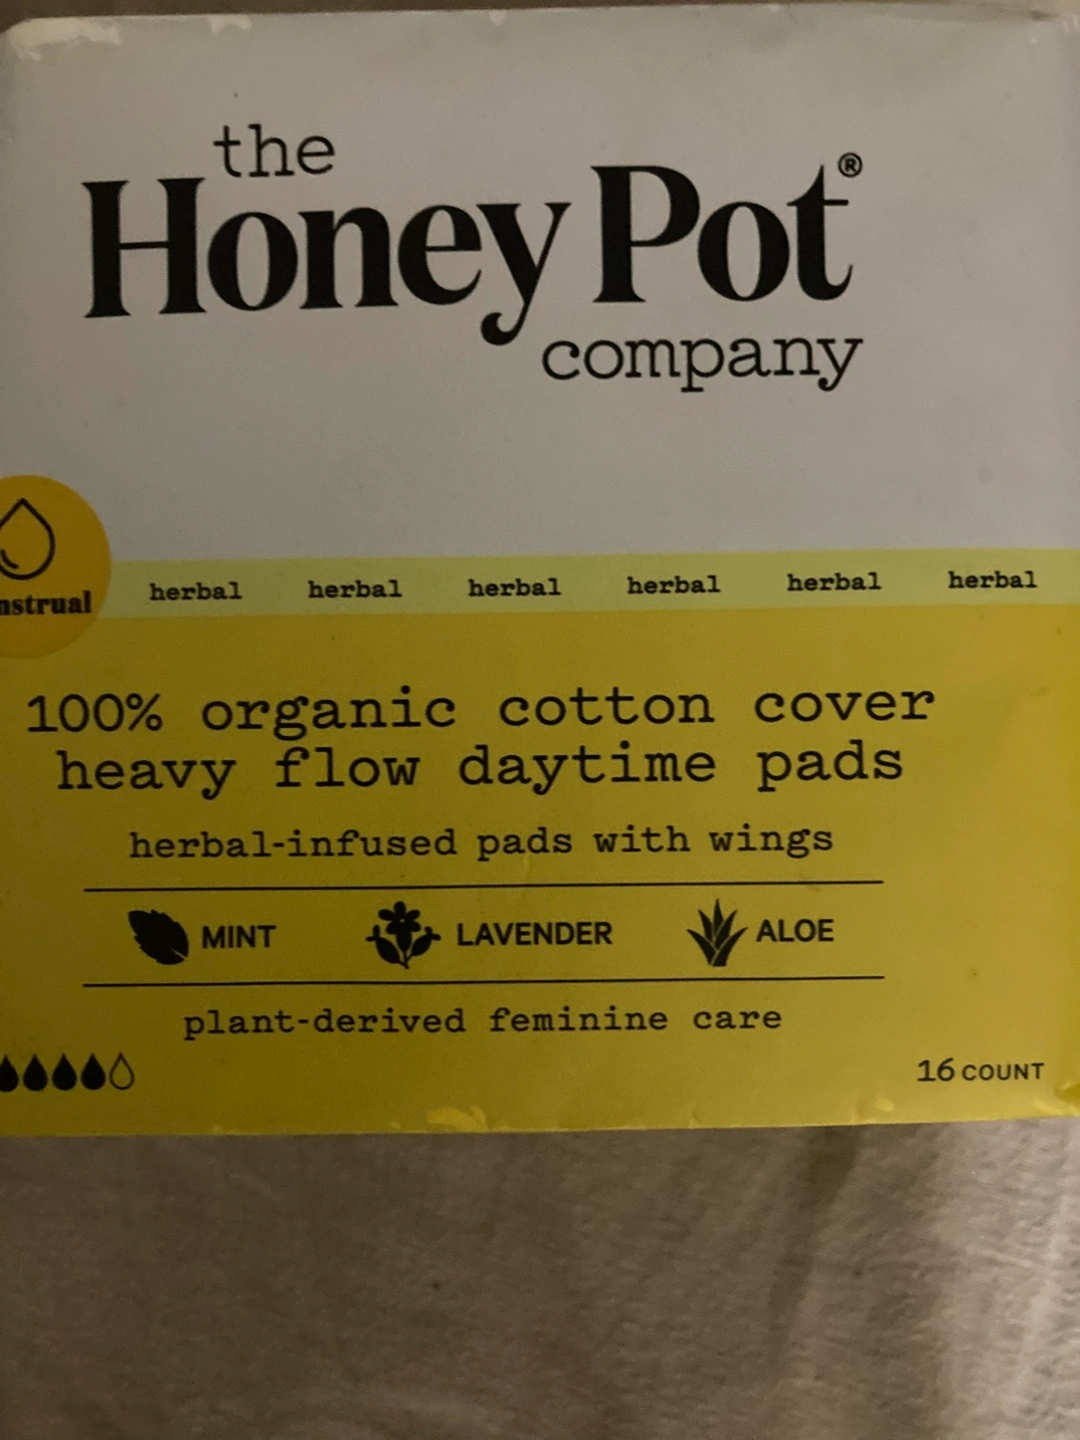 the
Honey Pot®
company
herbal herbal herbal herbal herbal herbal
100% organic cotton cover
heavy flow daytime pads
herbal-infused pads with wings
MINT LAVENDER ALOE
plant-derived feminine care
16 COUNT